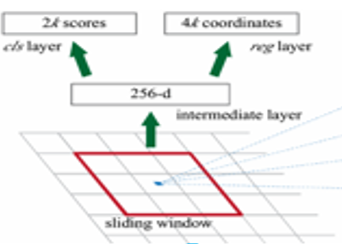 2k scores
4k coordinates
cls layer
reg layer
256-d
intermediate layer
sliding window